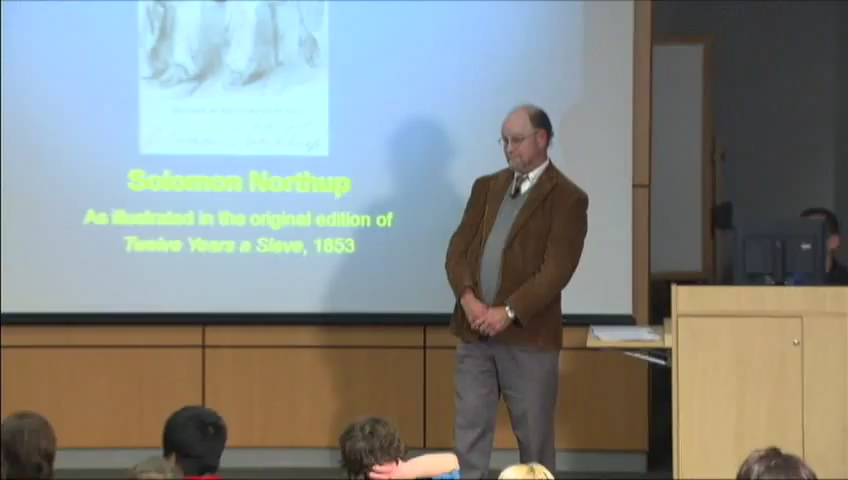 Solomon Northup
As illustrated in the original edition of
Twelve Years a Slave, 1853